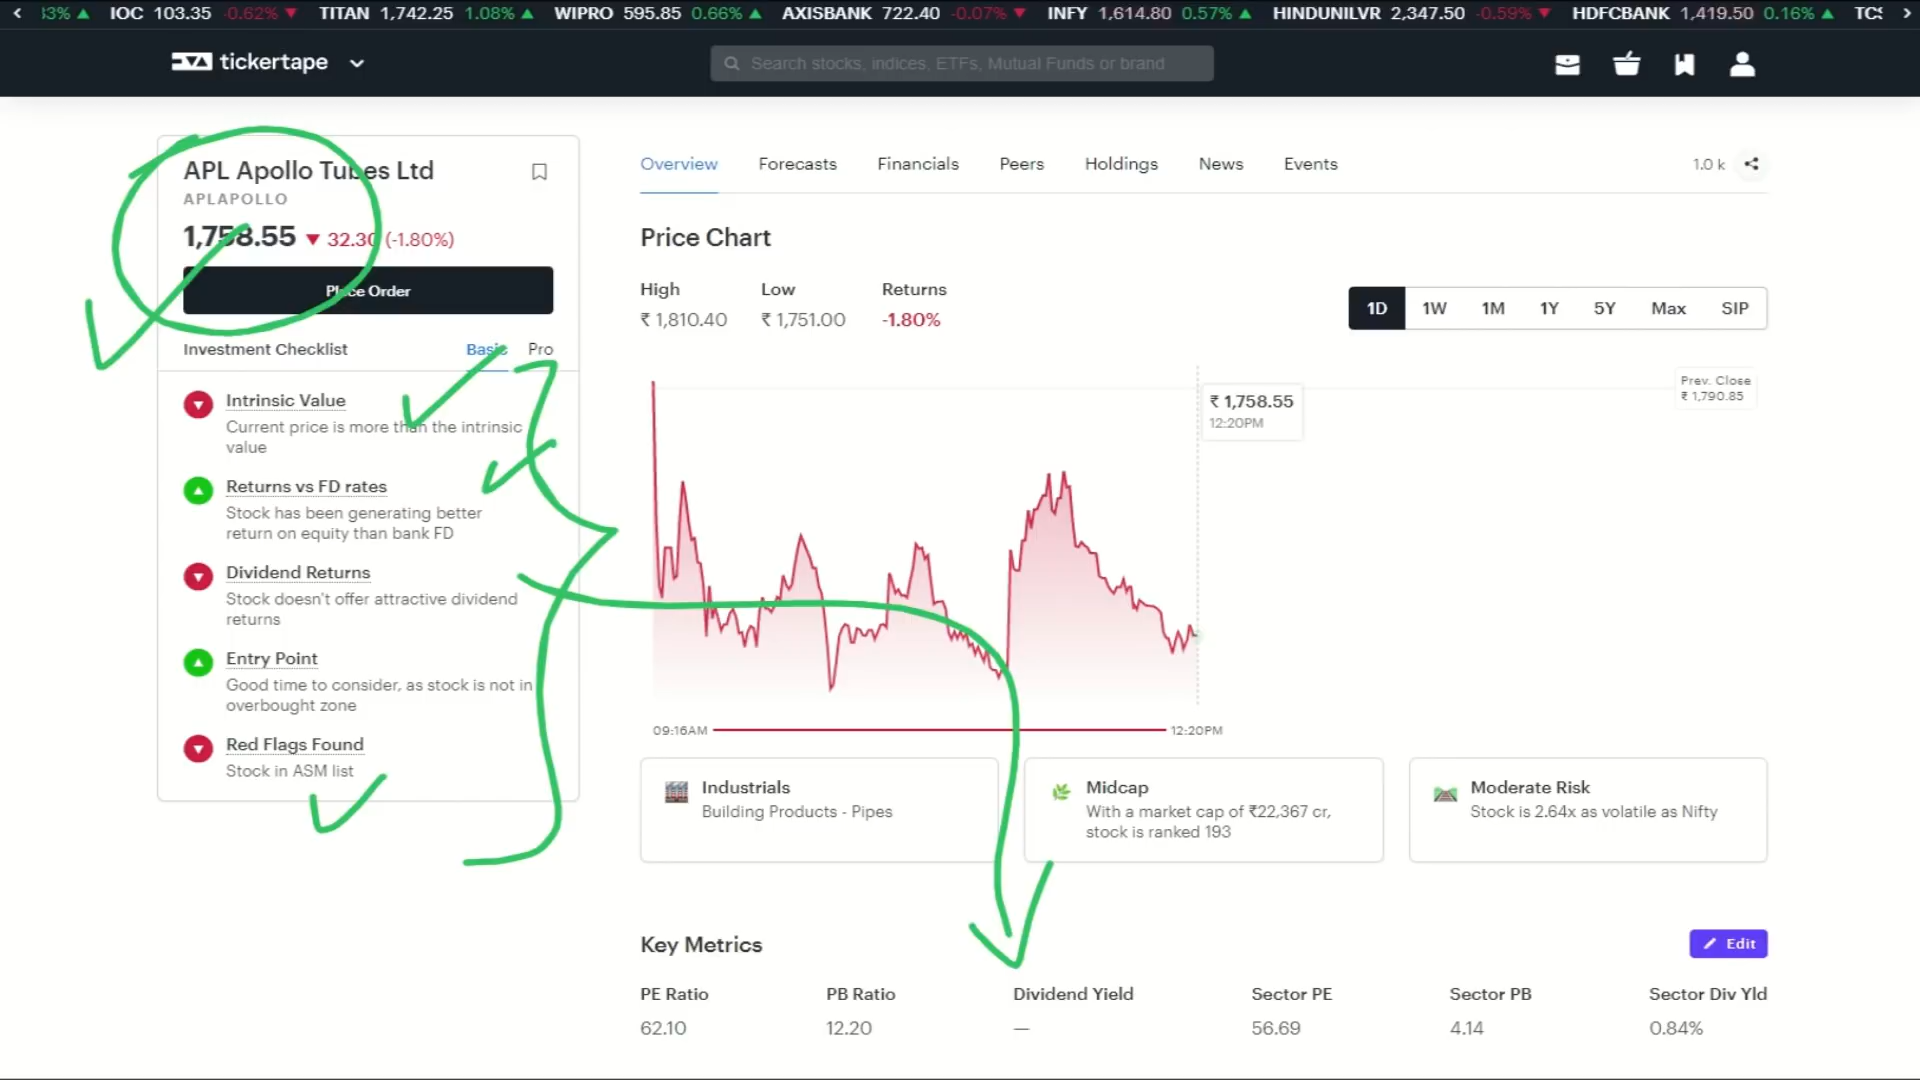 IOC 103.35 -0.62% ▼ TITAN 1,742.25 1.08% ▲ WIPRO 595.85 0.66% ▲ AXISBANK 722.40 -0.07% ▼ INFY 1,614.80 0.57% ▲ HINDUNILVR 2,347.50 -0.59% ▼ HDFCBANK 1,419.50 0.16% ▲
tickertape
Search stocks, indices, ETFs, Mutual Funds or brand
APL Apollo Tubes Ltd
APLAPOLLO
1,758.55 ▼ 32.30 (-1.80%)
Place Order
Investment Checklist Basic Pro
Intrinsic Value
Current price is more than the intrinsic
value
Returns vs FD rates
Stock has been generating better
return on equity than bank FD
Dividend Returns
Stock doesn't offer attractive dividend
returns
Entry Point
Good time to consider, as stock is not in
overbought zone
Red Flags Found
Stock in ASM list
Overview Forecasts Financials Peers Holdings News Events 1.0 k
Price Chart
High Low Returns
₹ 1,810.40 ₹ 1,751.00 -1.80%
1D 1W 1M 1Y 5Y Max SIP
Prev. Close
₹ 1,790.85
₹ 1,758.55
12:20PM
09:16AM 12:20PM
Industrials
Building Products - Pipes
Midcap
With a market cap of ₹22,367 cr,
stock is ranked 193
Moderate Risk
Stock is 2.64x as volatile as Nifty
Key Metrics Edit
PE Ratio PB Ratio Dividend Yield Sector PE Sector PB Sector Div Yld
62.10 12.20 — 56.69 4.14 0.84%